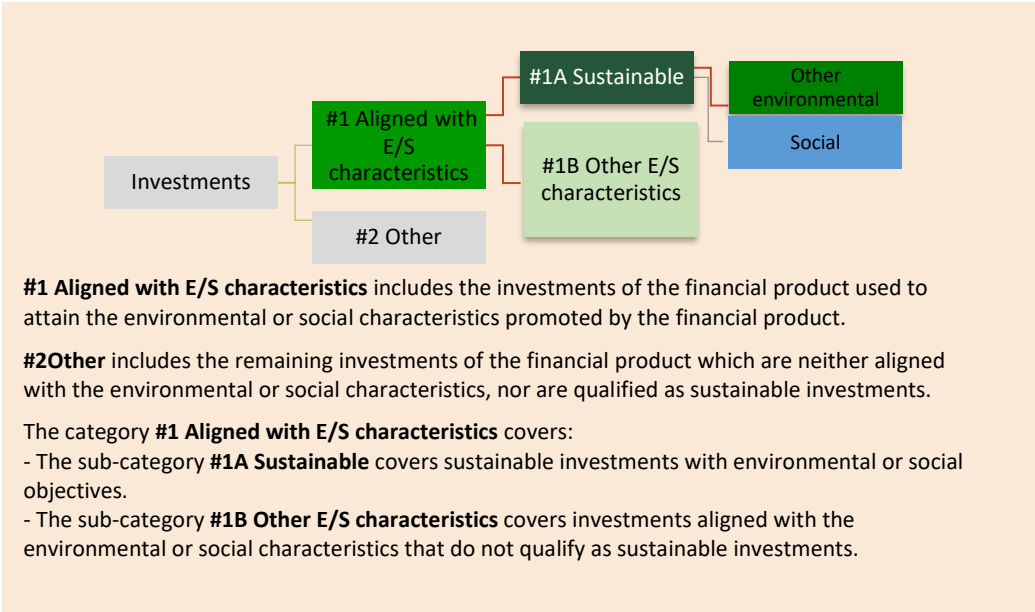 #1A Sustainable
Other
environmental
Social
#1 Aligned with
E/S
characteristics
#1B Other E/S
characteristics
Investments
#2 Other
#1 Aligned with E/S characteristics includes the investments of the financial product used to
attain the environmental or social characteristics promoted by the financial product.
#2Other includes the remaining investments of the financial product which are neither aligned
with the environmental or social characteristics, nor are qualified as sustainable investments.
The category #1 Aligned with E/S characteristics covers:
- The sub-category #1A Sustainable covers sustainable investments with environmental or social
objectives.
- The sub-category #1B Other E/S characteristics covers investments aligned with the
environmental or social characteristics that do not qualify as sustainable investments.